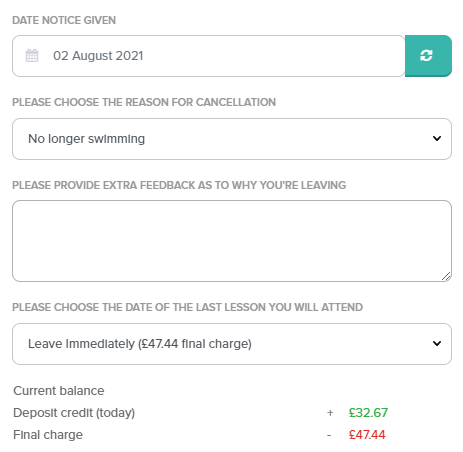 DATE NOTICE GIVEN
02 August 2021
PLEASE CHOOSE THE REASON FOR CANCELLATION
No longer swimming
PLEASE PROVIDE EXTRA FEEDBACK AS TO WHY YOU'RE LEAVING
PLEASE CHOOSE THE DATE OF THE LAST LESSON YOU WILL ATTEND
Leave Immediately (£47.44 final charge)
Current balance
Deposit credit (today) + £32.67
Final charge - £47.44